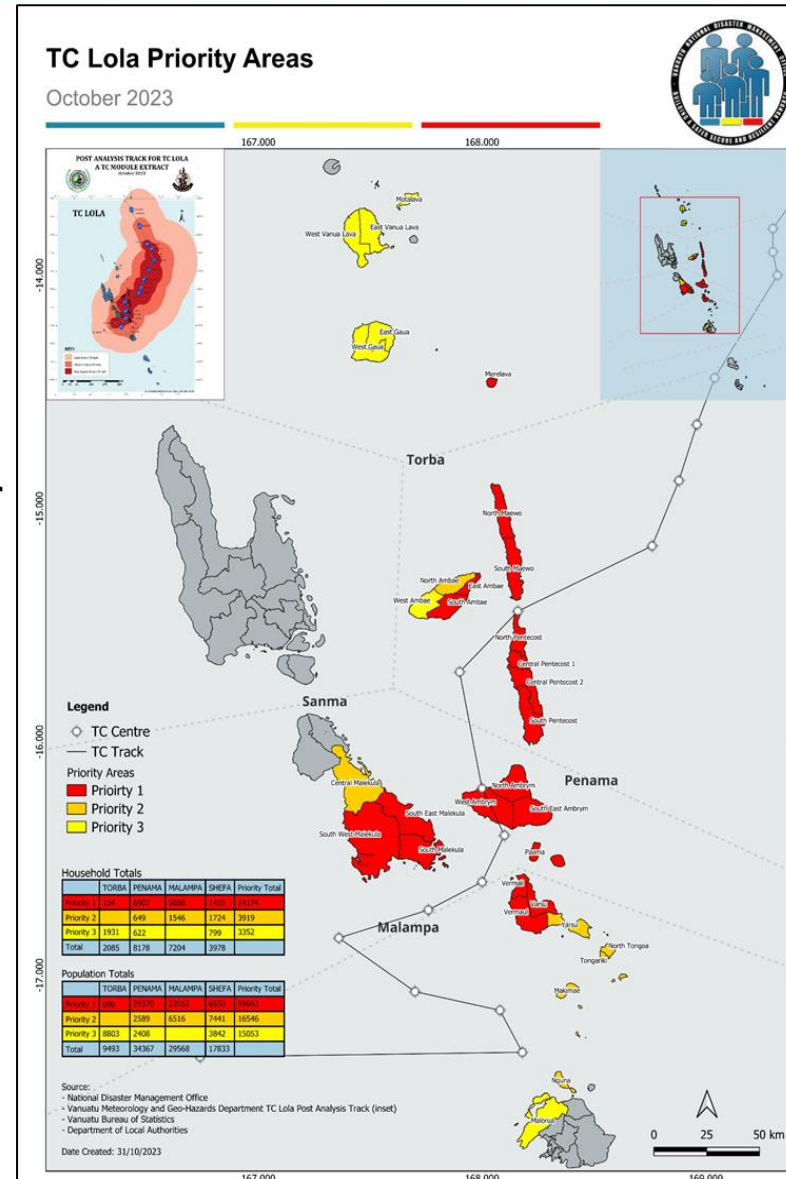 TC Lola Priority Areas
October 2023
167.000 168.000
POST ANALYSIS TRACK FOR TC LOLA
A TC MODULE EXTRACT
October 2023
TC LOLA
-14.000
Motalava
West Vanua Lava
East Vanua Lava
East Gaua
West Gaua
Merelava
Torba
-15.000
North Maewo
South Maewo
North Ambae
East Ambae
West Ambae
South Ambae
North Pentecost
Central Pentecost 1
Central Pentecost 2
South Pentecost
Sanma
-16.000
Penama
Central Malekula
North Ambrym
West Ambrym
South East Ambrym
South East Malekula
South West Malekula
South Malekula
Paama
Legend
TC Centre
TC Track
Priority Areas
Prioirty 1
Priority 2
Priority 3
Vermali
Varsu
Vermaul
Yarsu
North Tongoa
Tongariki
Makimae
Malampa
-17.000
Household Totals
TORBA PENAMA MALAMPA SHEFA Priority Total
Priority 1 154 6907 5658 1455 14174
Priority 2 649 1546 1724 3919
Priority 3 1931 622 799 3352
Total 2085 8178 7204 3978
Population Totals
TORBA PENAMA MALAMPA SHEFA Priority Total
Priority 1 690 29370 23052 6550 59662
Priority 2 2589 6516 7441 16546
Priority 3 8803 2408 3842 15053
Total 9493 34367 29568 17833
Nguna
Malorua
Source:
- National Disaster Management Office
- Vanuatu Meteorology and Geo-Hazards Department TC Lola Post Analysis Track (inset)
- Vanuatu Bureau of Statistics
- Department of Local Authorities
Date Created: 31/10/2023
0 25 50 km
167.000 168.000 169.000